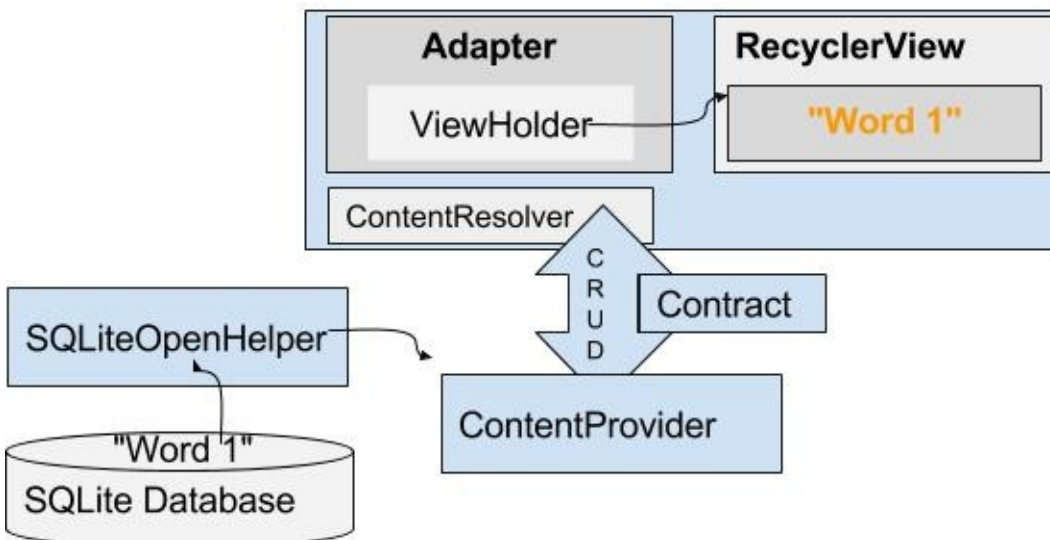 Adapter
RecyclerView
ViewHolder
"Word 1"
ContentResolver
C
R
U
D
Contract
SQLiteOpenHelper
ContentProvider
"Word 1"
SQLite Database